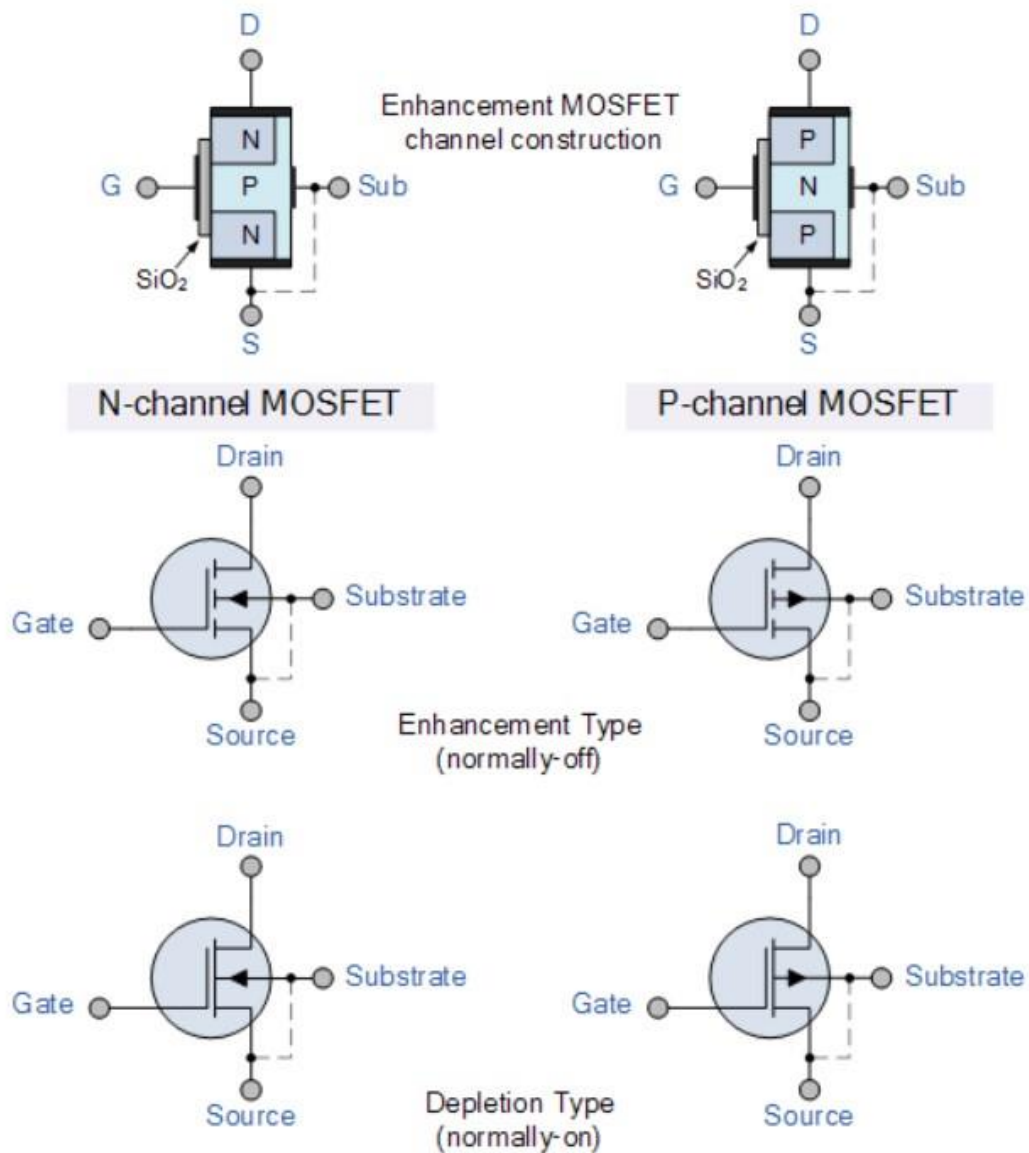 D
D
Enhancement MOSFET
channel construction
N
P
N
G
Sub
SiO₂
S
P
N
P
G
Sub
SiO₂
S
N-channel MOSFET
P-channel MOSFET
Drain
Drain
Gate
Substrate
Gate
Substrate
Source
Source
Enhancement Type
(normally-off)
Drain
Drain
Gate
Substrate
Gate
Substrate
Source
Source
Depletion Type
(normally-on)